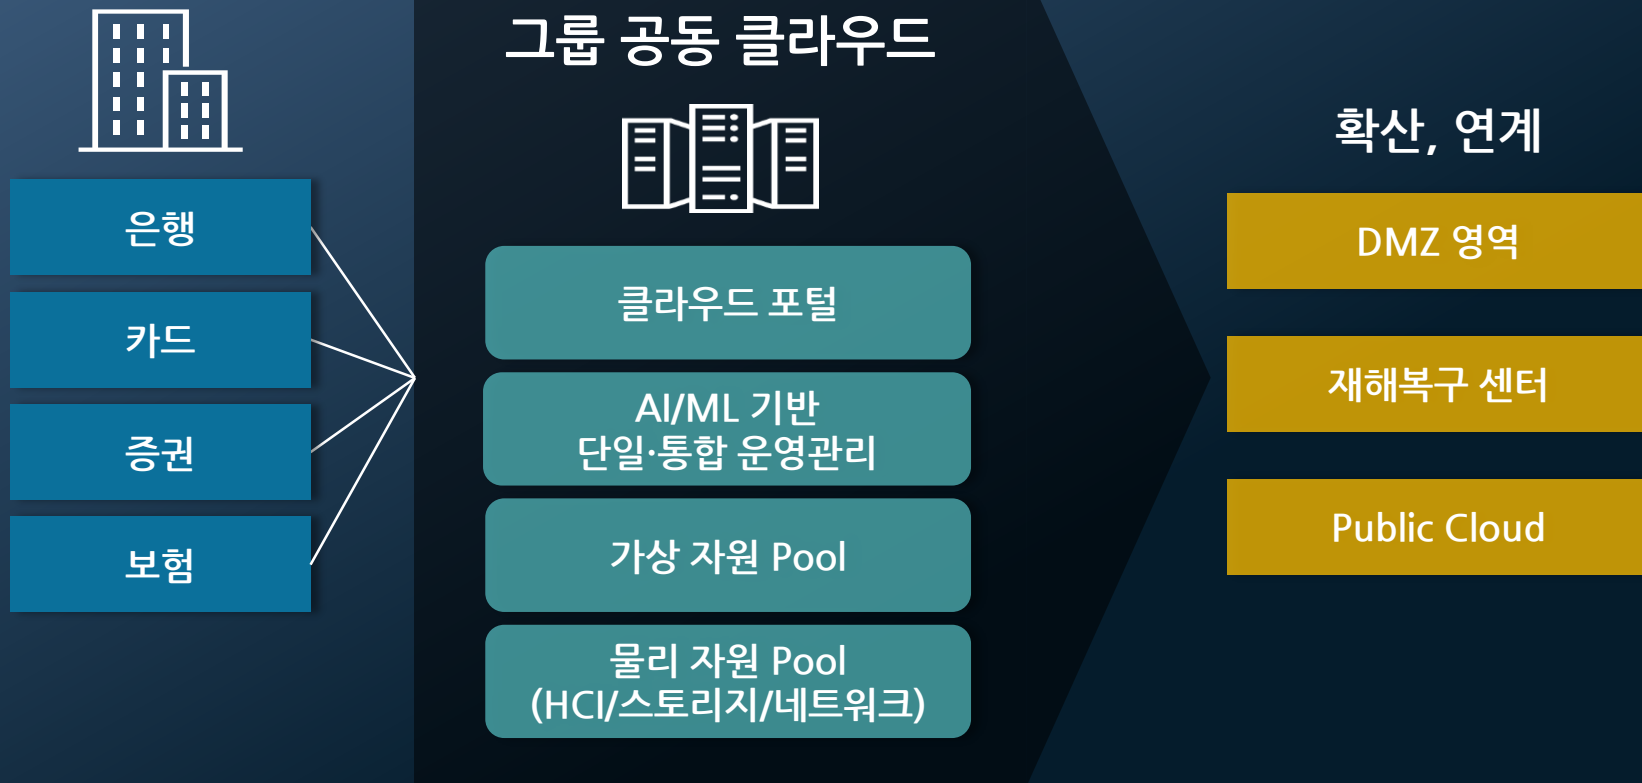 은행
카드
증권
보험
그룹 공동 클라우드
클라우드 포털
AI/ML 기반
단일·통합 운영관리
가상 자원 Pool
물리 자원 Pool
(HCI/스토리지/네트워크)
확산, 연계
DMZ 영역
재해복구 센터
Public Cloud